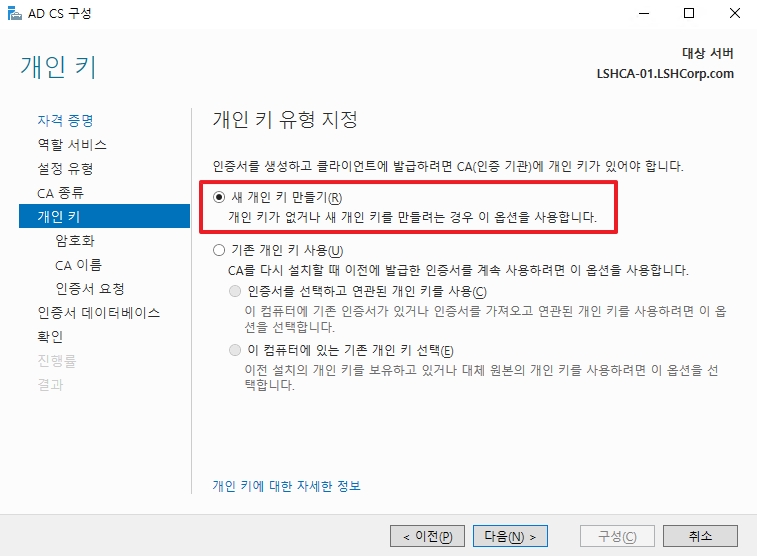 AD CS 구성
개인 키
대상 서버
LSHCA-01.LSHCorp.com
자격 증명
역할 서비스
설정 유형
CA 종류
개인 키
암호화
CA 이름
인증서 요청
인증서 데이터베이스
확인
진행률
결과
개인 키 유형 지정
인증서를 생성하고 클라이언트에 발급하려면 CA(인증 기관)에 개인 키가 있어야 합니다.
새 개인 키 만들기(R)
개인 키가 없거나 새 개인 키를 만들려는 경우 이 옵션을 사용합니다.
기존 개인 키 사용(U)
CA를 다시 설치할 때 이전에 발급한 인증서를 계속 사용하려면 이 옵션을 사용합니다.
인증서를 선택하고 연관된 개인 키를 사용(C)
이 컴퓨터에 기존 인증서가 있거나 인증서를 가져오고 연관된 개인 키를 사용하려면 이 옵
션을 선택합니다.
이 컴퓨터에 있는 기존 개인 키 선택(E)
이전 설치의 개인 키를 보유하고 있거나 대체 원본의 개인 키를 사용하려면 이 옵션을 선
택합니다.
개인 키에 대한 자세한 정보
< 이전(P)
다음(N) >
구성(C)
취소